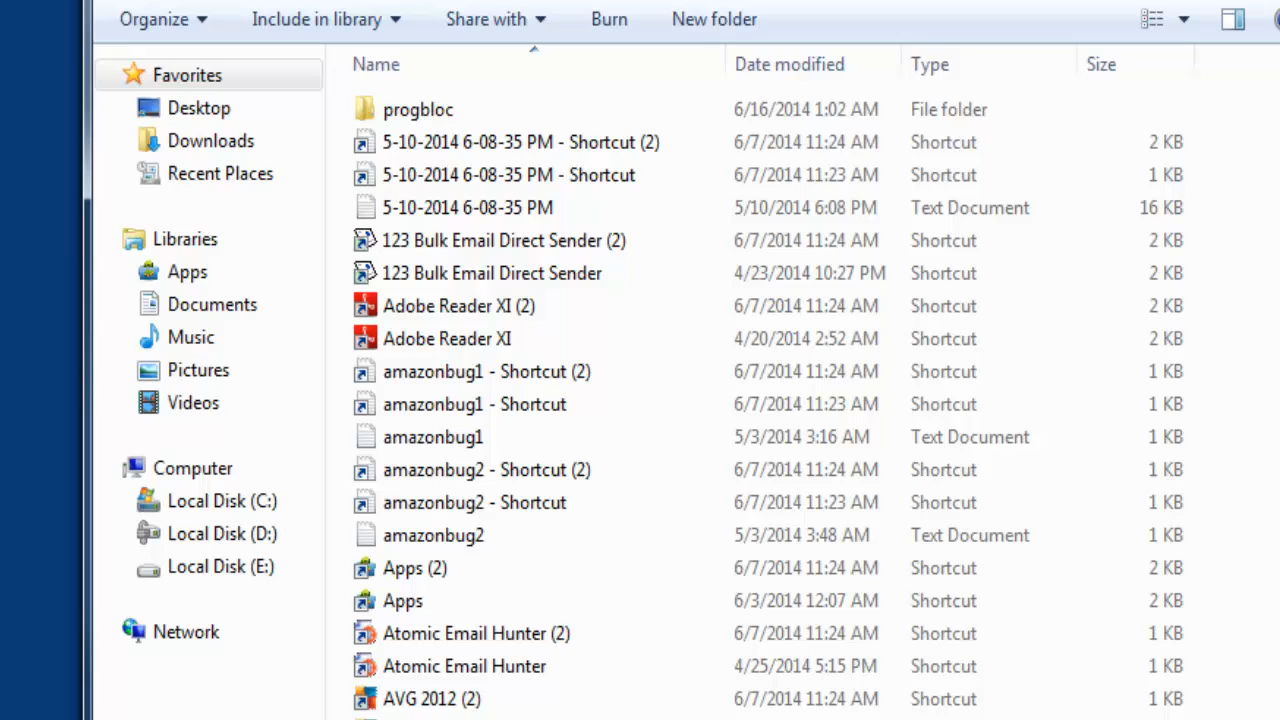 Organize Include in library Share with Burn New folder
Name Date modified Type Size
Favorites
Desktop
Downloads
Recent Places
Libraries
Apps
Documents
Music
Pictures
Videos
Computer
Local Disk (C:)
Local Disk (D:)
Local Disk (E:)
Network
progbloc 6/16/2014 1:02 AM File folder
5-10-2014 6-08-35 PM - Shortcut (2) 6/7/2014 11:24 AM Shortcut 2 KB
5-10-2014 6-08-35 PM - Shortcut 6/7/2014 11:23 AM Shortcut 1 KB
5-10-2014 6-08-35 PM 5/10/2014 6:08 PM Text Document 16 KB
123 Bulk Email Direct Sender (2) 6/7/2014 11:24 AM Shortcut 2 KB
123 Bulk Email Direct Sender 4/23/2014 10:27 PM Shortcut 2 KB
Adobe Reader XI (2) 6/7/2014 11:24 AM Shortcut 2 KB
Adobe Reader XI 4/20/2014 2:52 AM Shortcut 2 KB
amazonbug1 - Shortcut (2) 6/7/2014 11:24 AM Shortcut 1 KB
amazonbug1 - Shortcut 6/7/2014 11:23 AM Shortcut 1 KB
amazonbug1 5/3/2014 3:16 AM Text Document 1 KB
amazonbug2 - Shortcut (2) 6/7/2014 11:24 AM Shortcut 1 KB
amazonbug2 - Shortcut 6/7/2014 11:23 AM Shortcut 1 KB
amazonbug2 5/3/2014 3:48 AM Text Document 1 KB
Apps (2) 6/7/2014 11:24 AM Shortcut 2 KB
Apps 6/3/2014 12:07 AM Shortcut 2 KB
Atomic Email Hunter (2) 6/7/2014 11:24 AM Shortcut 1 KB
Atomic Email Hunter 4/25/2014 5:15 PM Shortcut 1 KB
AVG 2012 (2) 6/7/2014 11:24 AM Shortcut 1 KB